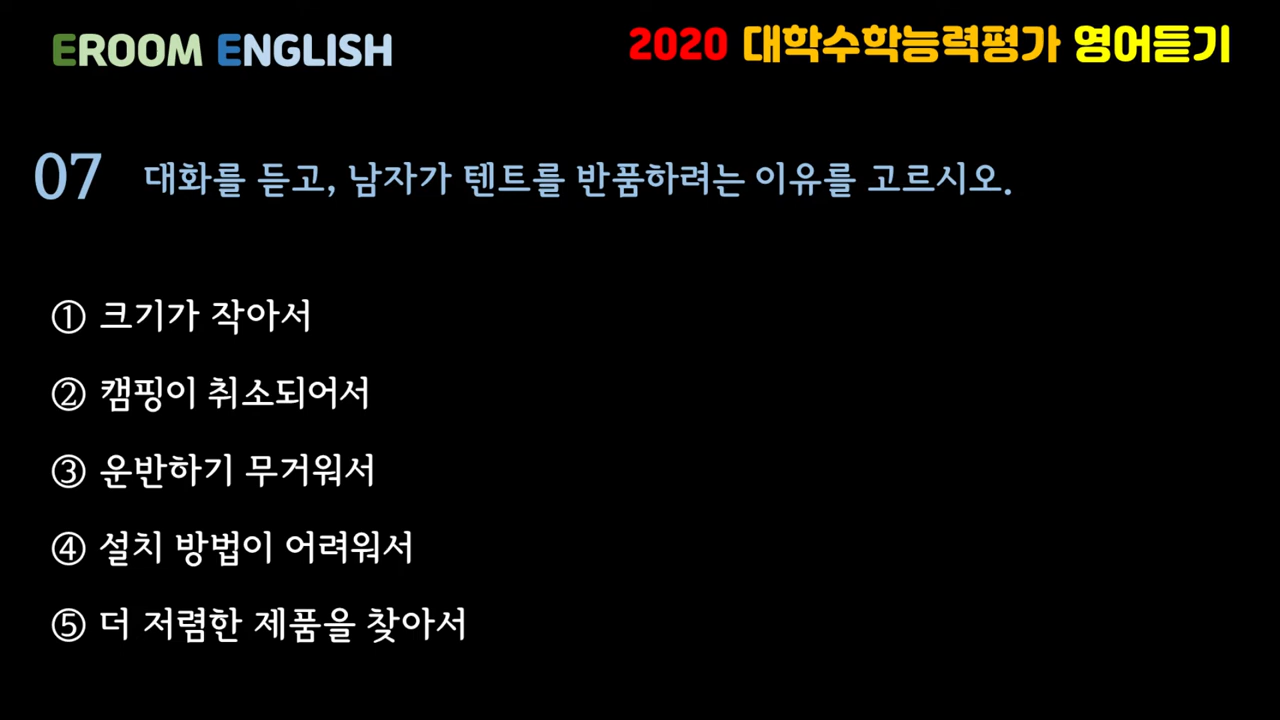 EROOM ENGLISH
2020 대학수학능력평가 영어듣기
07 대화를 듣고, 남자가 텐트를 반품하려는 이유를 고르시오.
① 크기가 작아서
② 캠핑이 취소되어서
③ 운반하기 무거워서
④ 설치 방법이 어려워서
⑤ 더 저렴한 제품을 찾아서